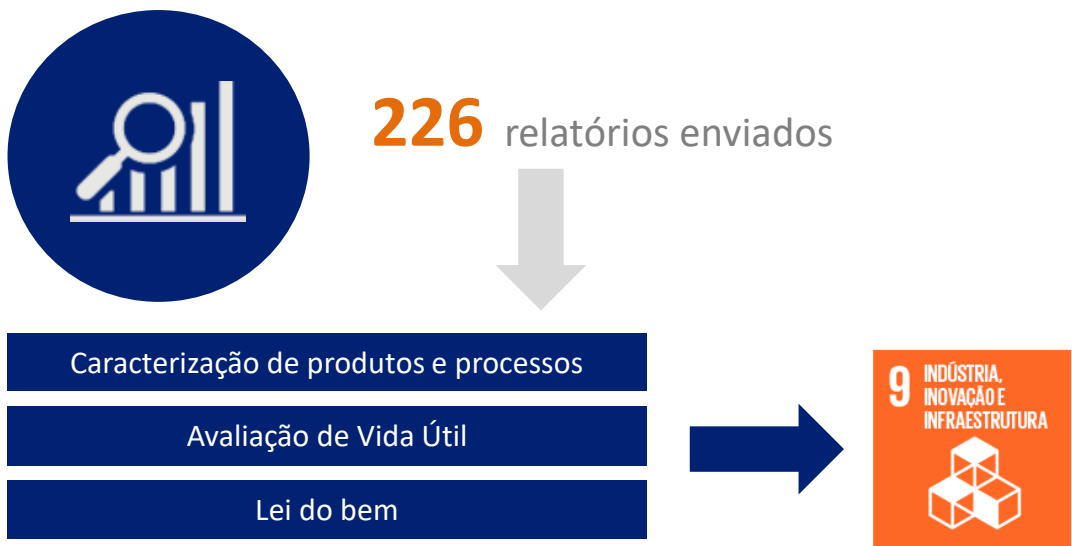 226 relatórios enviados
Caracterização de produtos e processos
Avaliação de Vida Útil
Lei do bem
9 INDÚSTRIA,
INOVAÇÃO E
INFRAESTRUTURA